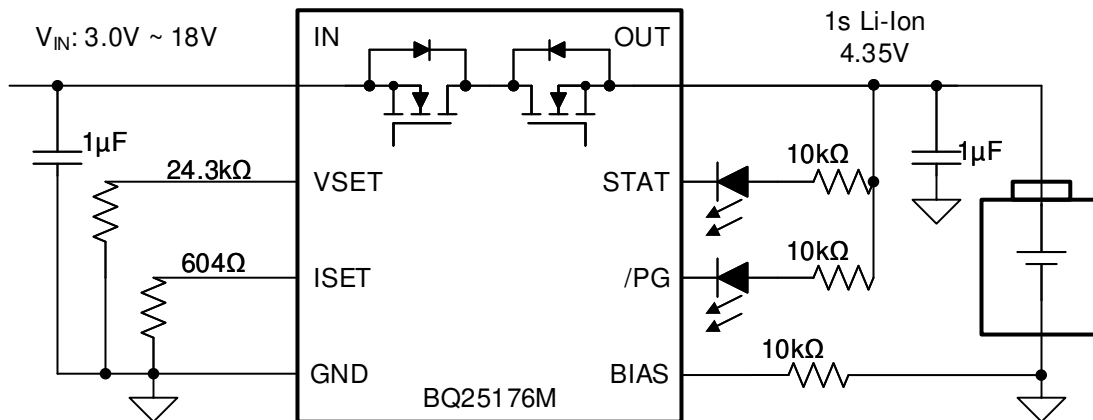 V_IN: 3.0V ~ 18V
IN
OUT
1s Li-Ion
4.35V
1µF
10kΩ
1µF
24.3kΩ
VSET
STAT
10kΩ
604Ω
ISET
/PG
10kΩ
GND
BIAS
BQ25176M